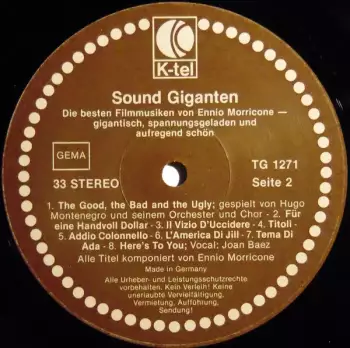 K-tel
Sound Giganten
Die besten Filmmusiken von Ennio Morricone —
gigantisch, spannungsgeladen und
aufregend schön
GEMA
TG 1271
33 STEREO
Seite 2
1. The Good, the Bad and the Ugly; gespielt von Hugo
Montenegro und seinem Orchester und Chor - 2. Für
eine Handvoll Dollar - 3. Il Vizio D'Uccidere - 4. Titoli -
5. Addio Colonnello - 6. L'America Di Jill - 7. Tema Di
Ada - 8. Here's To You; Vocal: Joan Baez
Alle Titel komponiert von Ennio Morricone
Made in Germany
Alle Urheber- und Leistungsschutzrechte
vorbehalten. Kein Verleih! Keine
unerlaubte Vervielfältigung,
Vermietung, Aufführung,
Sendung!